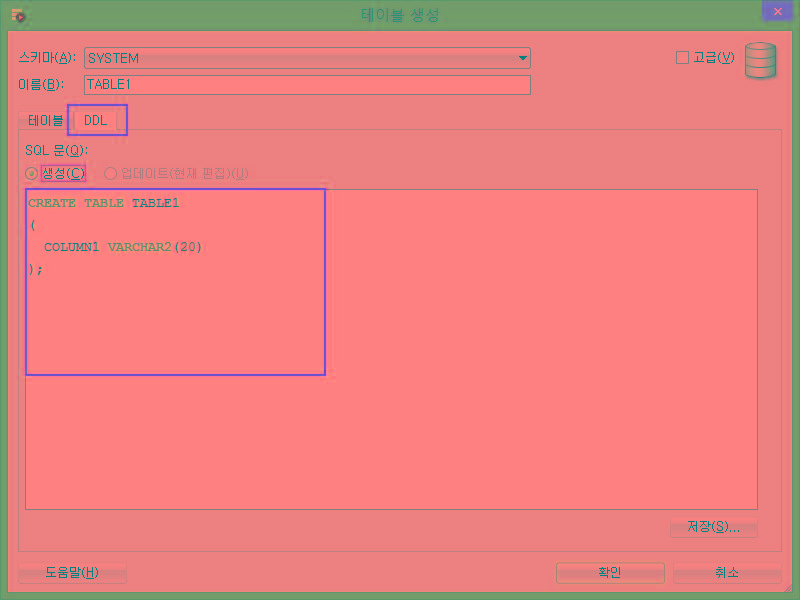 테이블 생성
스키마(A): SYSTEM 고급(V)
이름(B): TABLE1
테이블 DDL
SQL 문(Q):
생성(C) 업데이트(현재 편집)(U)
CREATE TABLE TABLE1
(
COLUMN1 VARCHAR2(20)
);
저장(S)...
도움말(H) 확인 취소